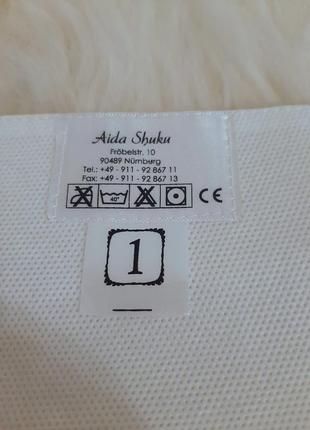 Aida Shuku
Fröbelstr. 10
90489 Nürnburg
Tel.: +49 - 911 - 92 867 11
Fax: +49 - 911 - 92 867 13
40° CE
1